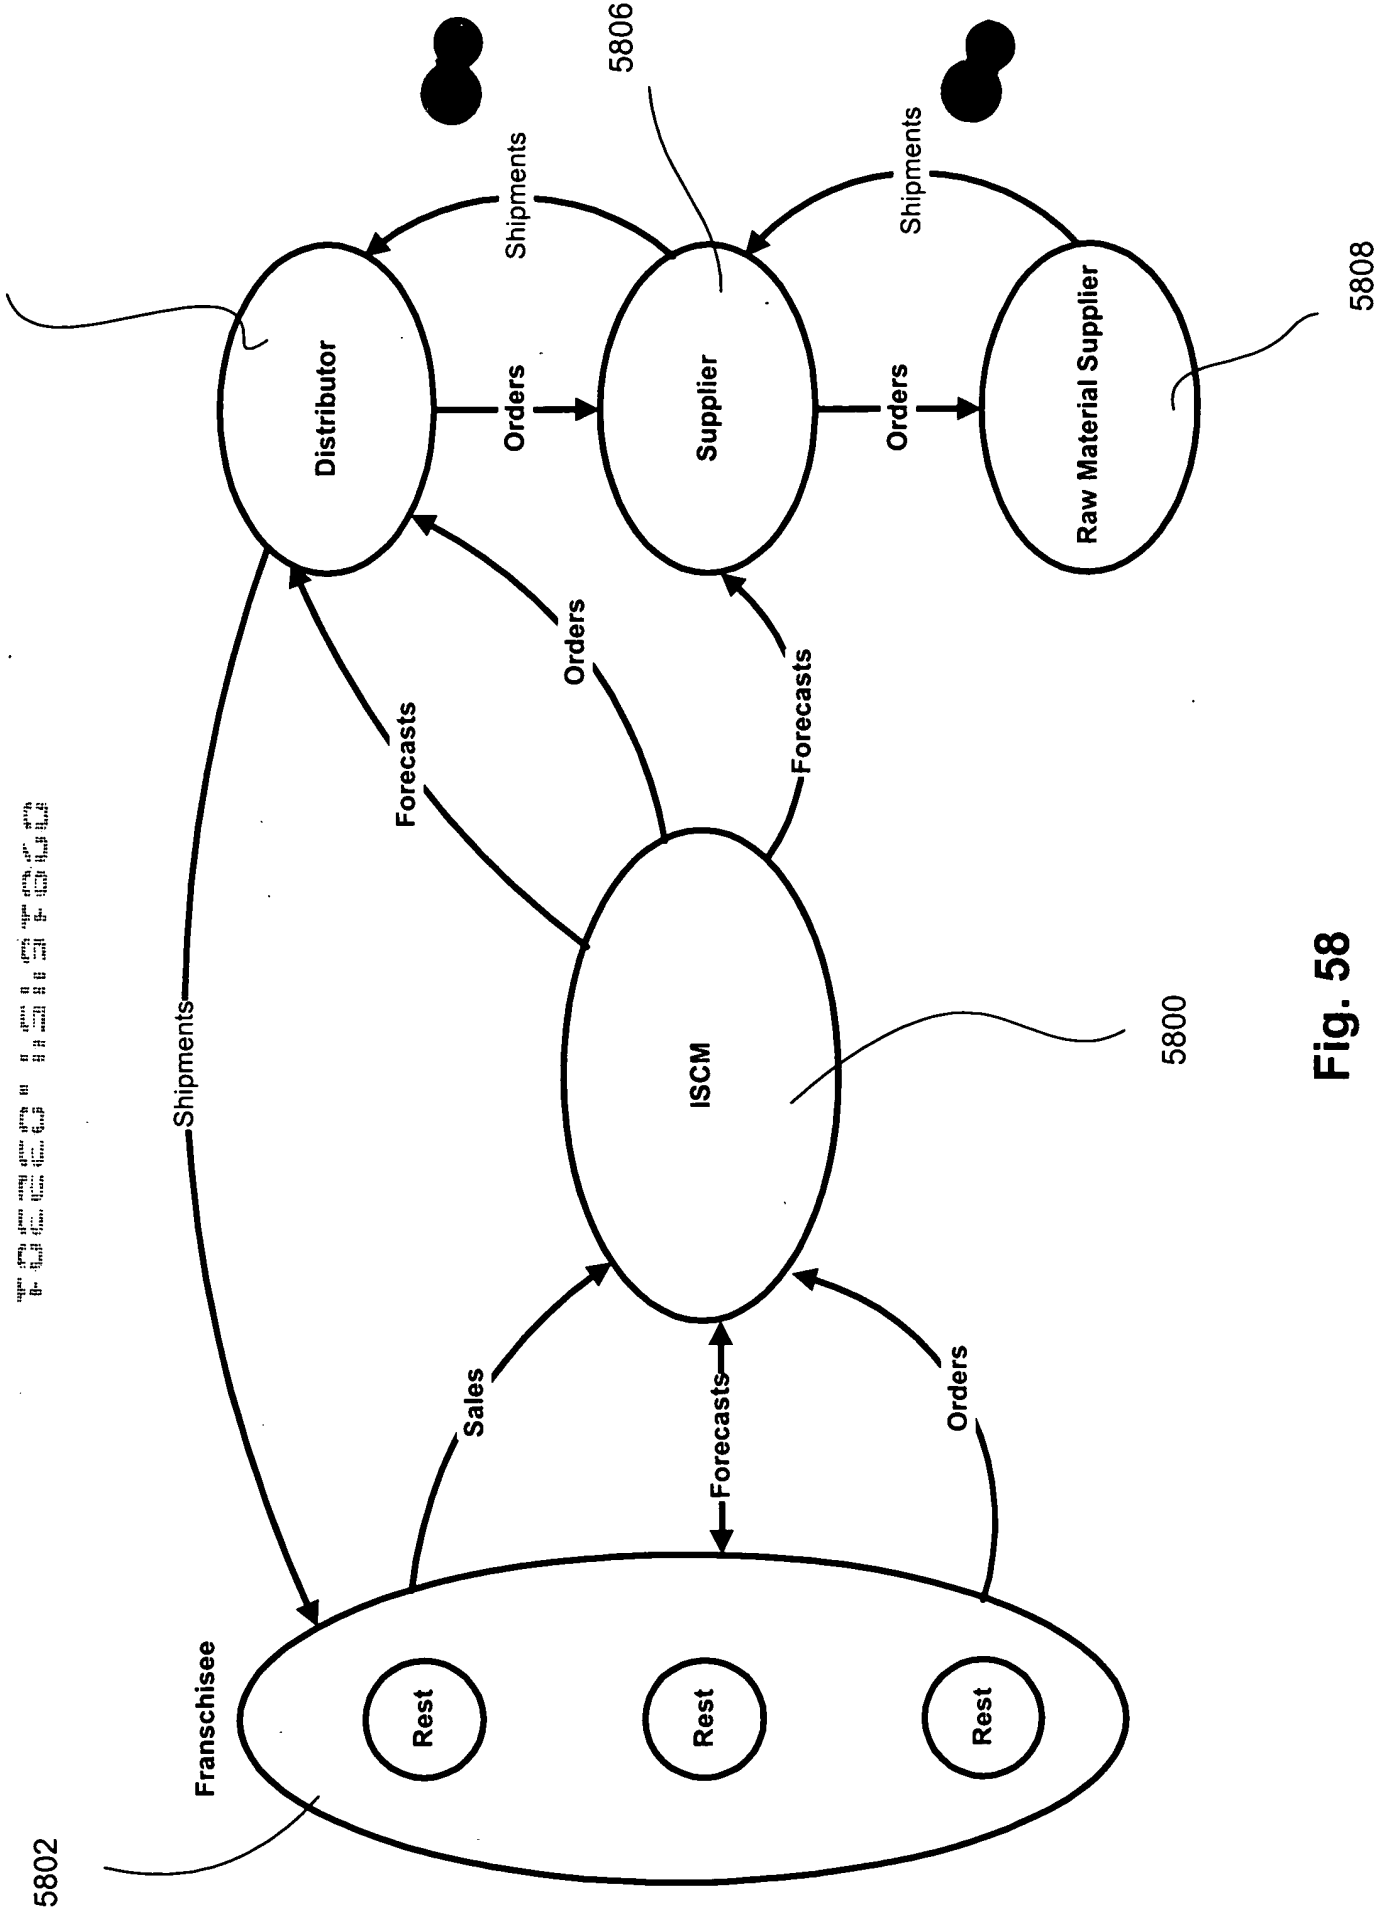 5802
Franschisee
Rest
Rest
Rest
Shipments
Sales
Forecasts
Orders
ISCM
5800
Forecasts
Orders
Forecasts
Distributor
Orders
Shipments
Supplier
5806
Orders
Shipments
Raw Material Supplier
5808
Fig. 58